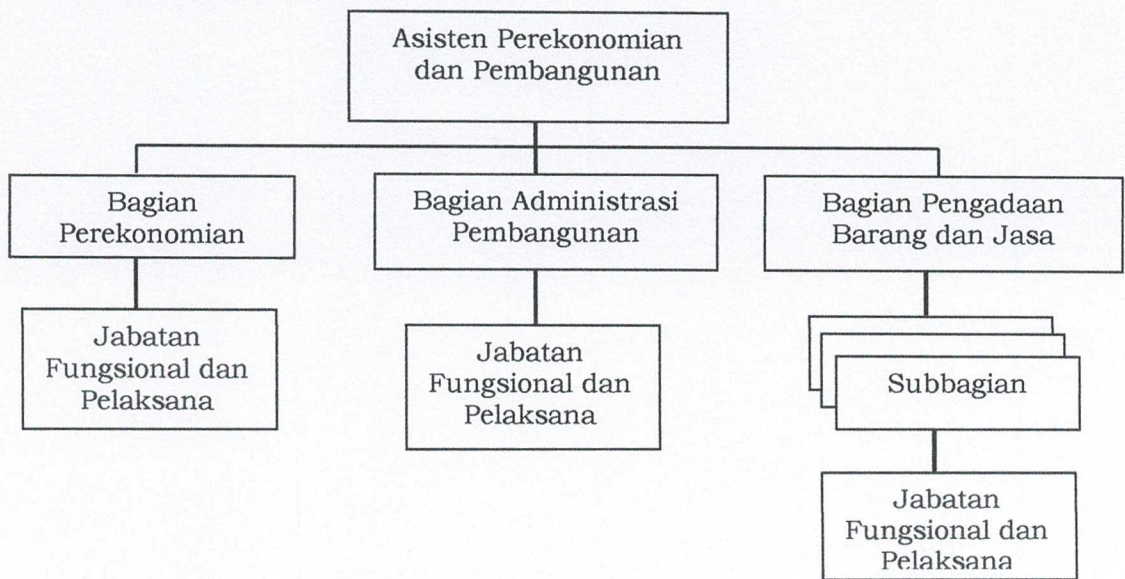 Asisten Perekonomian
dan Pembangunan
Bagian
Perekonomian
Bagian Administrasi
Pembangunan
Bagian Pengadaan
Barang dan Jasa
Jabatan
Fungsional dan
Pelaksana
Jabatan
Fungsional dan
Pelaksana
Subbagian
Jabatan
Fungsional dan
Pelaksana